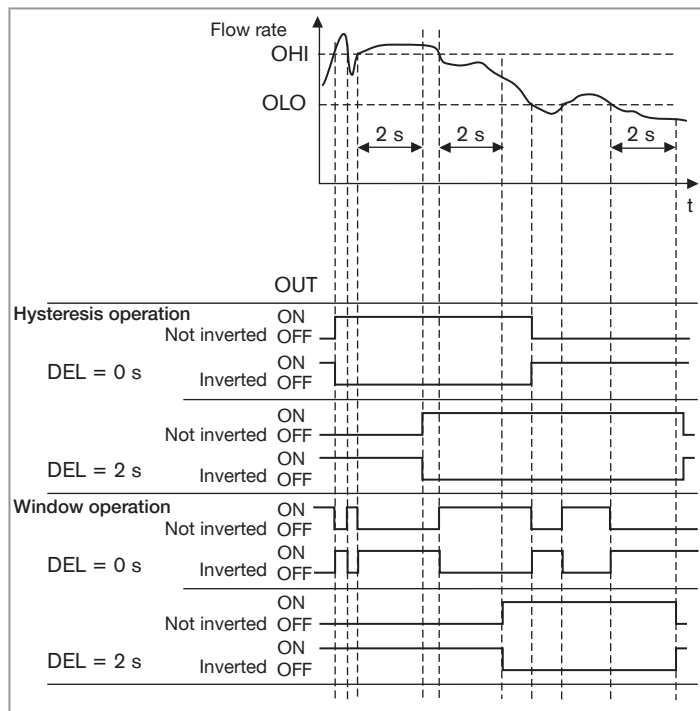 Flow rate
OHI
OLO
2 s 2 s 2 s
t
OUT
Hysteresis operation
ON
Not inverted OFF
DEL = 0 s
ON
Inverted OFF
ON
Not inverted OFF
DEL = 2 s
ON
Inverted OFF
Window operation
ON
Not inverted OFF
DEL = 0 s
ON
Inverted OFF
ON
Not inverted OFF
DEL = 2 s
ON
Inverted OFF